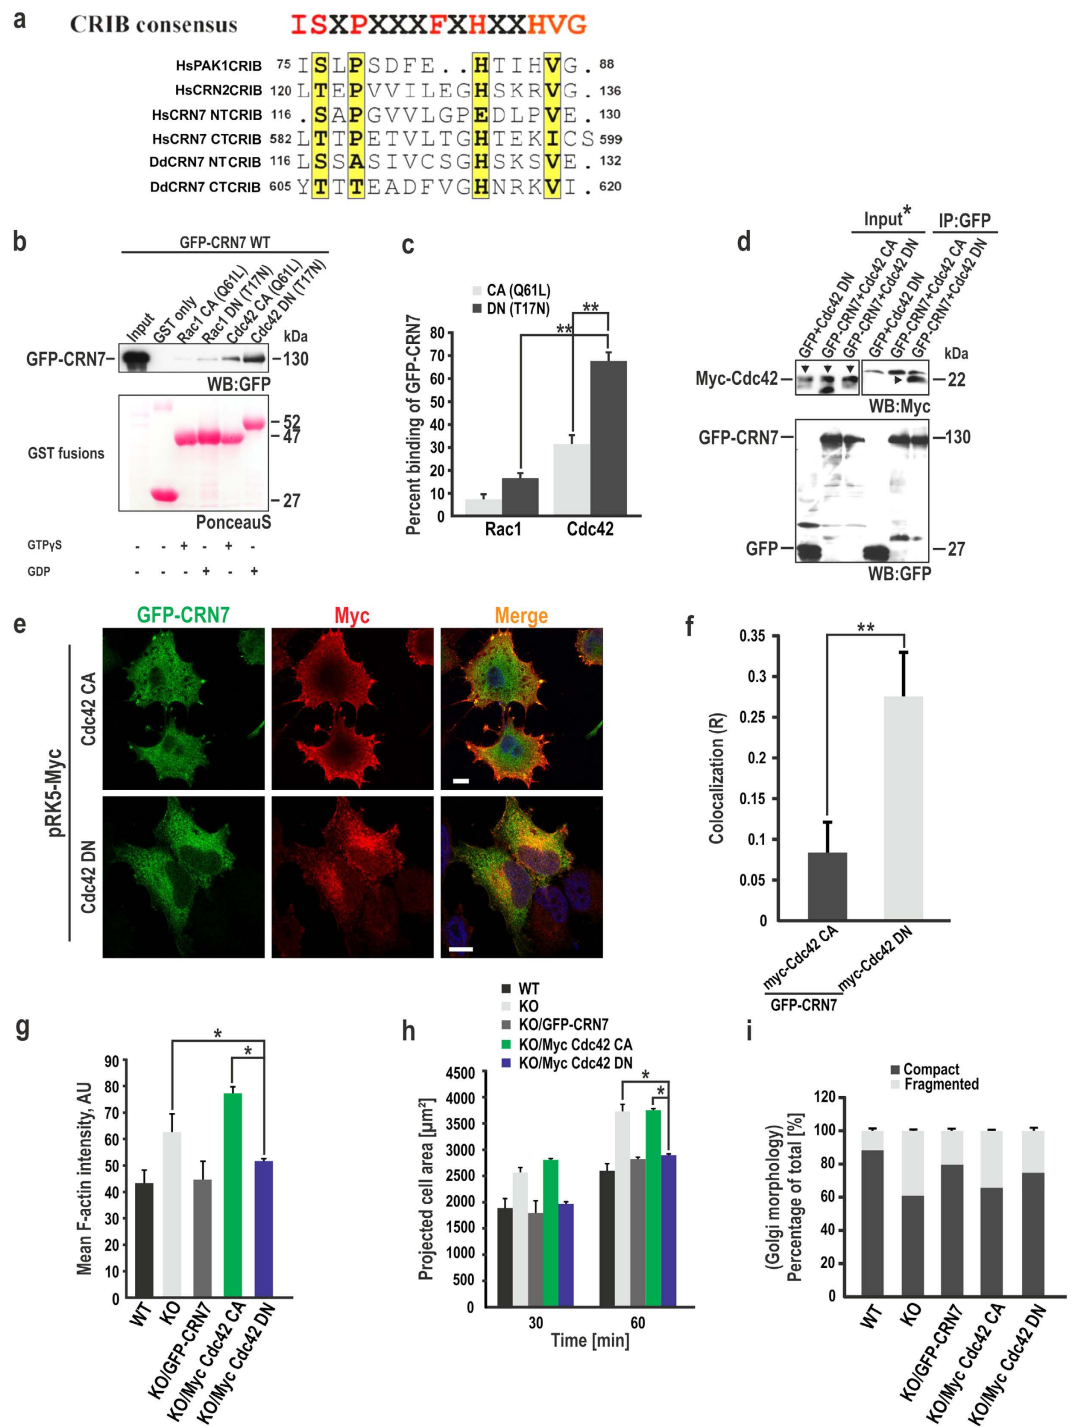 a
CRIB consensus ISXPXXXFXHXXHVG
HsPAK1CRIB 75 ISLPSDFE..HTIHVG. 88
HsCRN2CRIB 120 LTEPVVILEGHSKRVG. 136
HsCRN7 NTCRIB 116 .SAPGVVLGPEDLPVE. 130
HsCRN7 CTCRIB 582 LTTPETVLTGHTEKICS 599
DdCRN7 NTCRIB 116 LSSASIVCSGHSKSVE. 132
DdCRN7 CTCRIB 605 YTTTEADFVGHNRKVI. 620
b
GFP-CRN7 WT
Input
GST only
Rac1 CA (Q61L)
Rac1 DN (T17N)
Cdc42 CA (Q61L)
Cdc42 DN (T17N)
kDa
GFP-CRN7 130
WB:GFP
GST fusions
52
47
27
PonceauS
GTPγS - - + - + -
GDP - - - + - +
c
CA (Q61L)
DN (T17N)
**
**
Percent binding of GFP-CRN7
80
70
60
50
40
30
20
10
0
Rac1 Cdc42
d
Input* IP:GFP
GFP+Cdc42 DN
GFP-CRN7+Cdc42 CA
GFP-CRN7+Cdc42 DN
GFP+Cdc42 DN
GFP-CRN7+Cdc42 CA
GFP-CRN7+Cdc42 DN
kDa
Myc-Cdc42 22
WB:Myc
GFP-CRN7 130
GFP 27
WB:GFP
e
GFP-CRN7 Myc Merge
pRK5-Myc
Cdc42 CA
Cdc42 DN
f
**
Colocalization (R)
0.35
0.3
0.25
0.2
0.15
0.1
0.05
0
myc-Cdc42 CA
myc-Cdc42 DN
GFP-CRN7
g
*
*
Mean F-actin intensity, AU
90
80
70
60
50
40
30
20
10
0
WT
KO
KO/GFP-CRN7
KO/Myc Cdc42 CA
KO/Myc Cdc42 DN
h
WT
KO
KO/GFP-CRN7
KO/Myc Cdc42 CA
KO/Myc Cdc42 DN
*
*
Projected cell area [µm²]
4500
4000
3500
3000
2500
2000
1500
1000
500
0
30 60
Time [min]
i
Compact
Fragmented
(Golgi morphology)
Percentage of total [%]
120
100
80
60
40
20
0
WT
KO
KO/GFP-CRN7
KO/Myc Cdc42 CA
KO/Myc Cdc42 DN